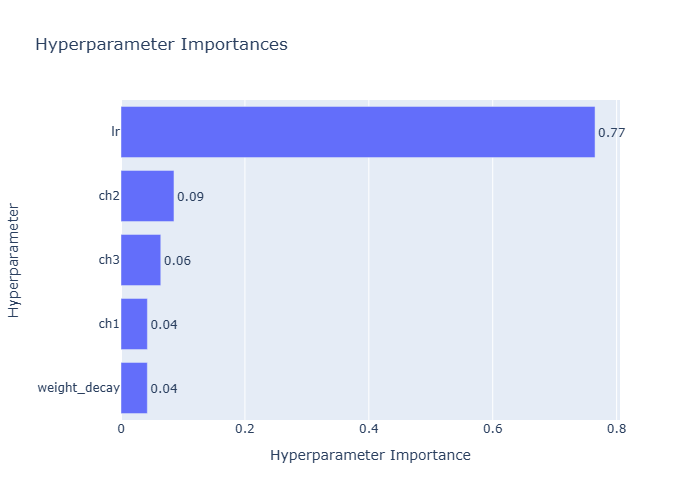 Hyperparameter Importances
Hyperparameter
lr
0.77
ch2
0.09
ch3
0.06
ch1
0.04
weight_decay
0.04
0
0.2
0.4
0.6
0.8
Hyperparameter Importance